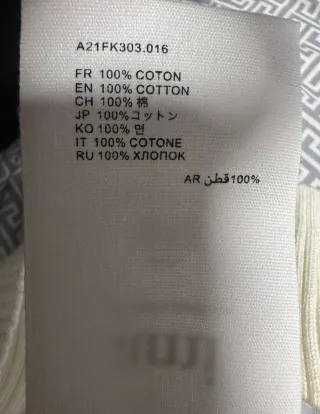 A21FK303.016
FR 100% COTON
EN 100% COTTON
CH 100% 棉
JP 100%コットン
KO 100% 면
IT 100% COTONE
RU 100% ХЛОПОК
AR قطن100%